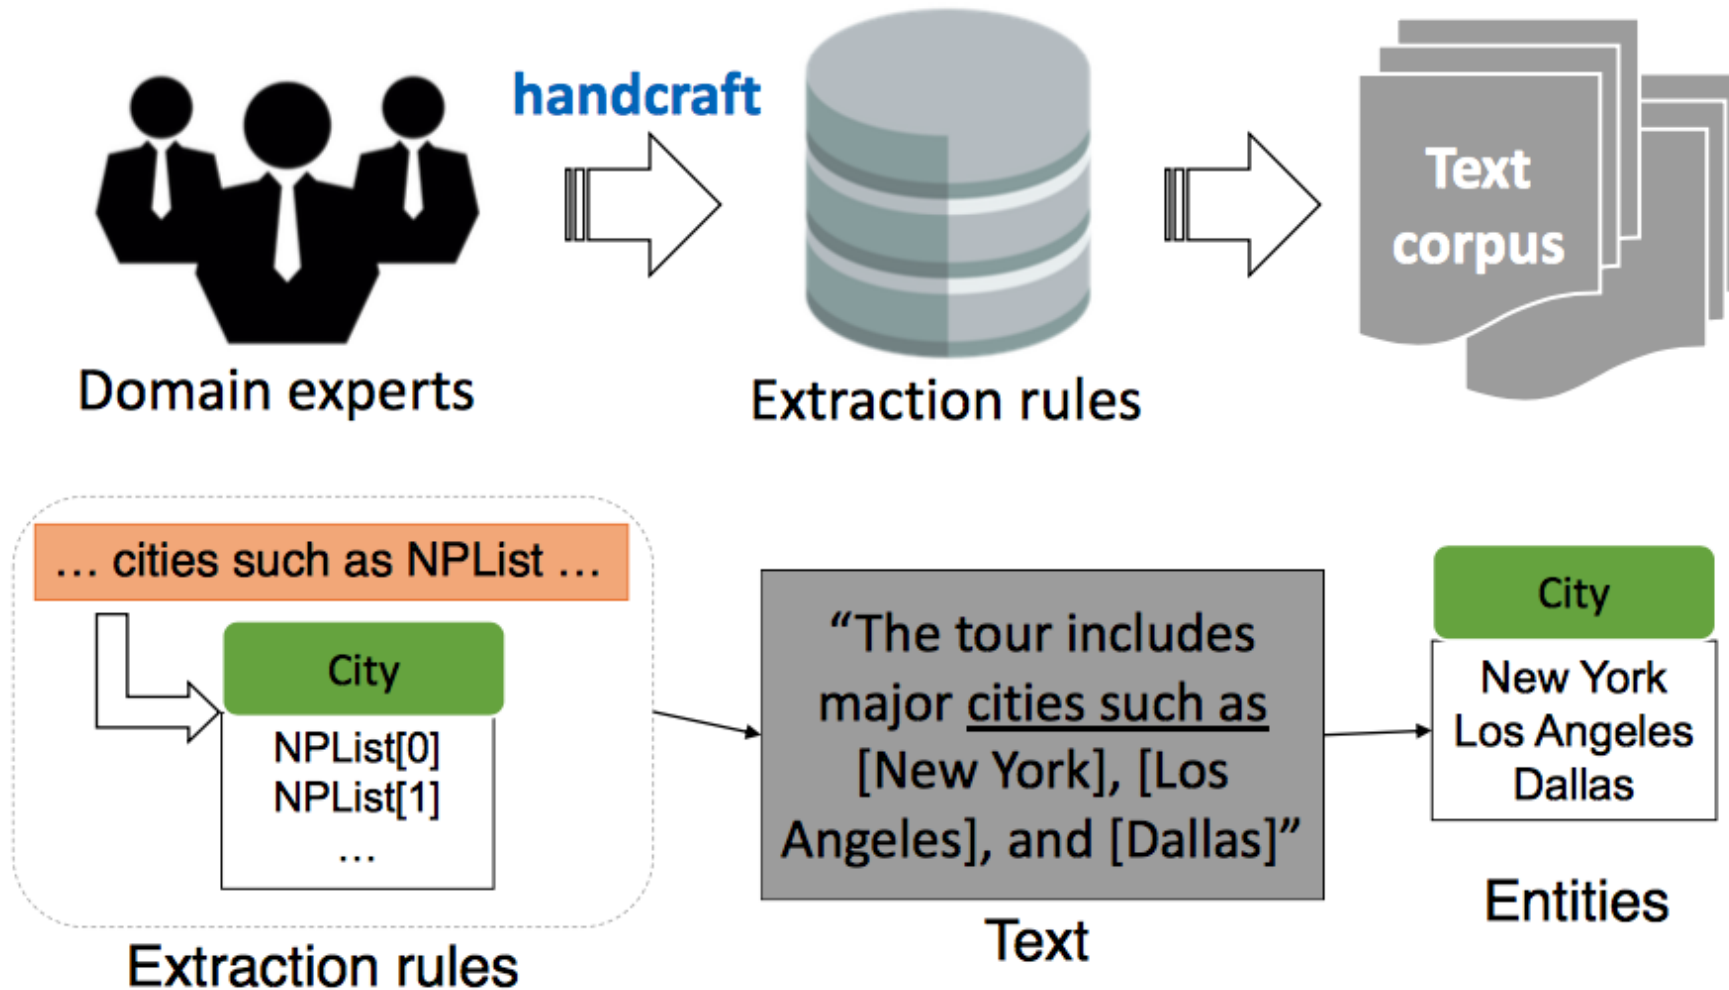 handcraft
Text
corpus
Domain experts
Extraction rules
… cities such as NPList …
City
NPList[0]
NPList[1]
…
Extraction rules
“The tour includes
major cities such as
[New York], [Los
Angeles], and [Dallas]”
Text
City
New York
Los Angeles
Dallas
Entities